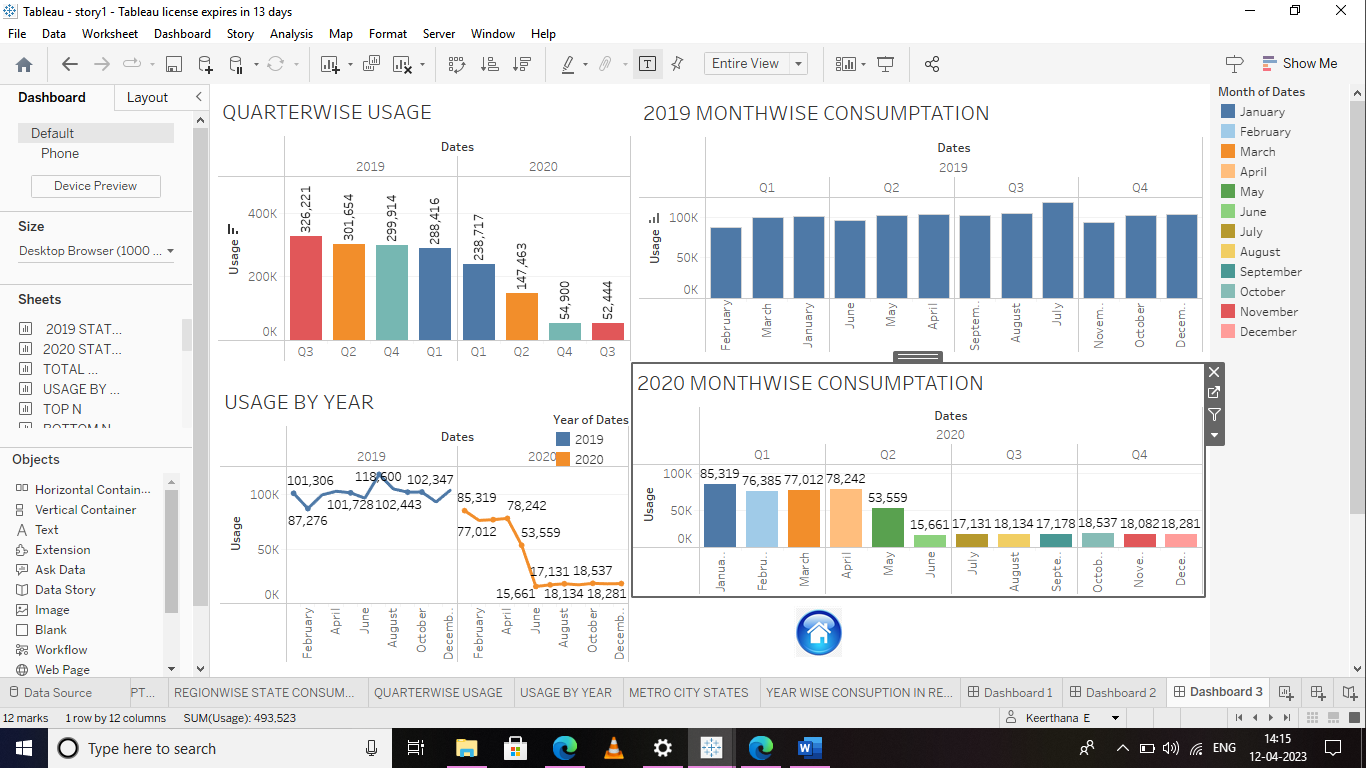 Tableau - story1 - Tableau license expires in 13 days
File Data Worksheet Dashboard Story Analysis Map Format Server Window Help
Entire View
Show Me
Dashboard Layout
Default
Phone
Device Preview
Size
Desktop Browser (1000 ...
Sheets
2019 STAT...
2020 STAT...
TOTAL ...
USAGE BY ...
TOP N
BOTTOM N
Objects
Horizontal Contain...
Vertical Container
Text
Extension
Ask Data
Data Story
Image
Blank
Workflow
Web Page
QUARTERWISE USAGE
Dates
2019 2020
Usage
400K
200K
0K
326,221 301,654 299,914 288,416 238,717 147,463 54,900 52,444
Q3 Q2 Q4 Q1 Q1 Q2 Q4 Q3
2019 MONTHWISE CONSUMPTATION
Dates
2019
Q1 Q2 Q3 Q4
Usage
100K
50K
0K
February March January June May April Septem.. August July Novem.. October Decem..
USAGE BY YEAR
Year of Dates
2019
2020
Dates
2019 2020
Usage
100K
50K
0K
101,306 118,600 102,347
87,276 101,728 102,443
85,319 78,242
77,012 53,559
17,131 18,537
15,661 18,134 18,281
February April June August October Decemb.. February April June August October Decemb..
2020 MONTHWISE CONSUMPTATION
Dates
2020
Q1 Q2 Q3 Q4
Usage
100K
50K
0K
85,319 76,385 77,012 78,242 53,559 15,661 17,131 18,134 17,178 18,537 18,082 18,281
Janua.. Febru.. March April May June July August Septe.. Octob.. Nove.. Dece..
Month of Dates
January
February
March
April
May
June
July
August
September
October
November
December
Data Source PT... REGIONWISE STATE CONSUM... QUARTERWISE USAGE USAGE BY YEAR METRO CITY STATES YEAR WISE CONSUPTION IN RE... Dashboard 1 Dashboard 2 Dashboard 3
12 marks 1 row by 12 columns SUM(Usage): 493,523 Keerthana E
Type here to search
ENG
14:15
12-04-2023